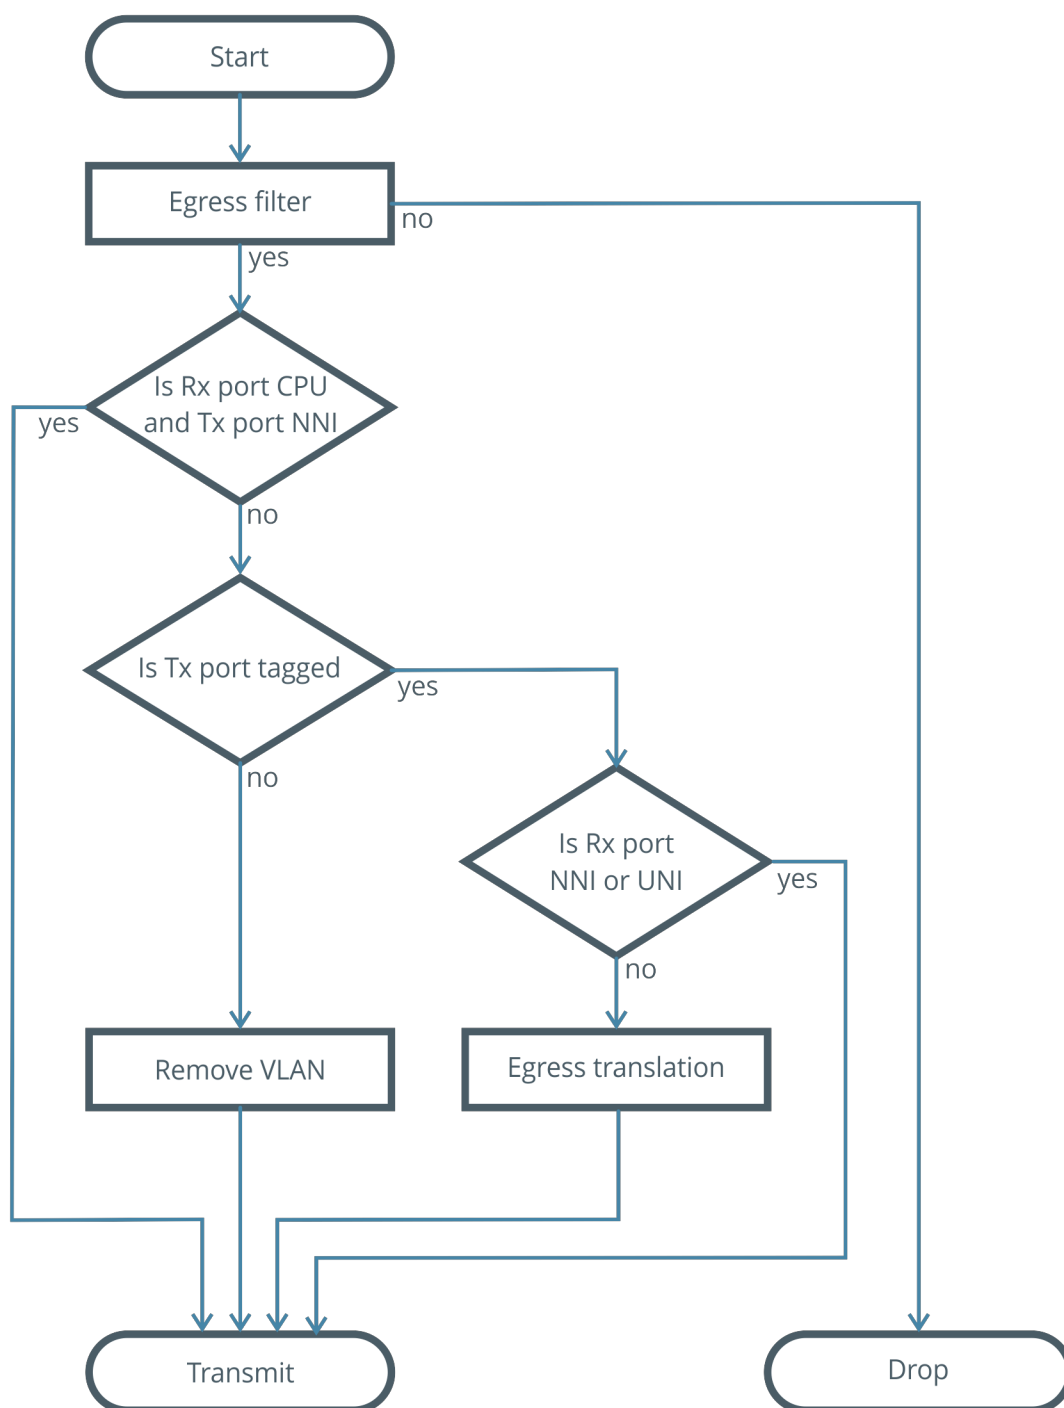 Start
Egress filter
no
yes
Is Rx port CPU
and Tx port NNI
yes
no
Is Tx port tagged
yes
no
Is Rx port
NNI or UNI
yes
no
Remove VLAN
Egress translation
Transmit
Drop